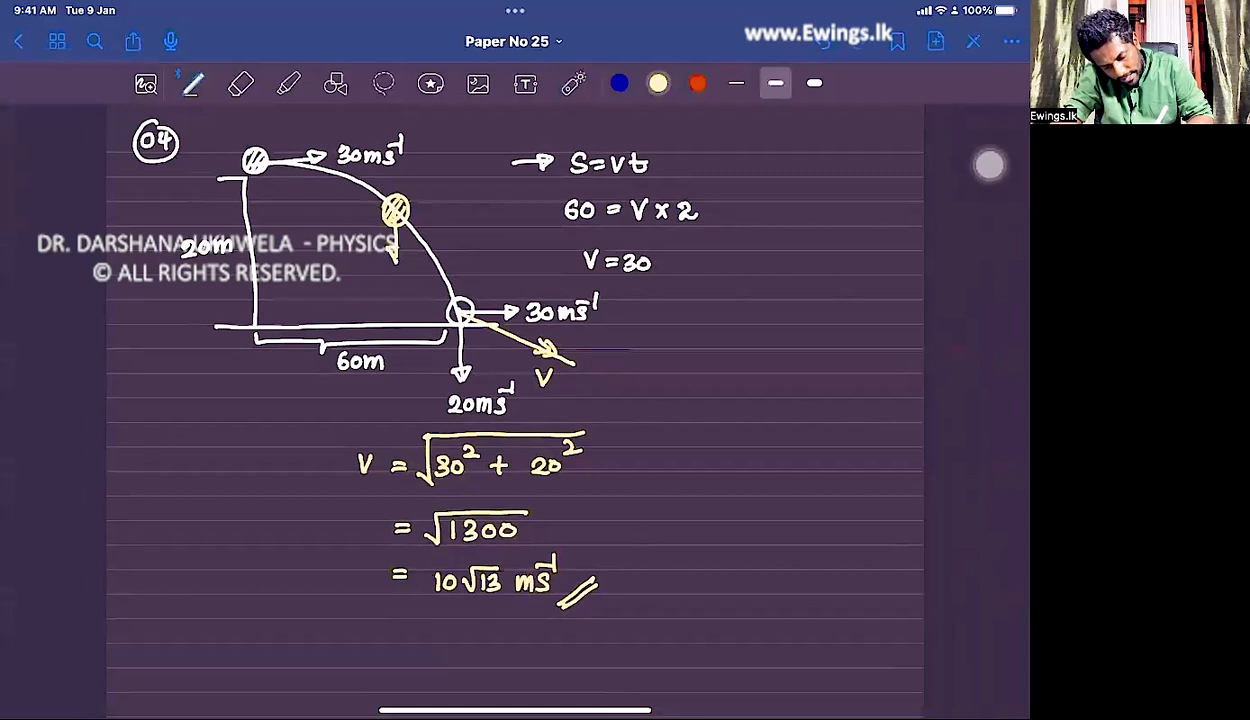 9:41 AM Tue 9 Jan
100%
Paper No 25
www.Ewings.lk
Ewings.lk
04
30ms⁻¹
→ S = vt
60 = V × 2
V = 30
20m
DR. DARSHANA UKUWELA - PHYSICS
© ALL RIGHTS RESERVED.
30ms⁻¹
60m
V
20ms⁻¹
V = √30² + 20²
= √1300
= 10√13 ms⁻¹